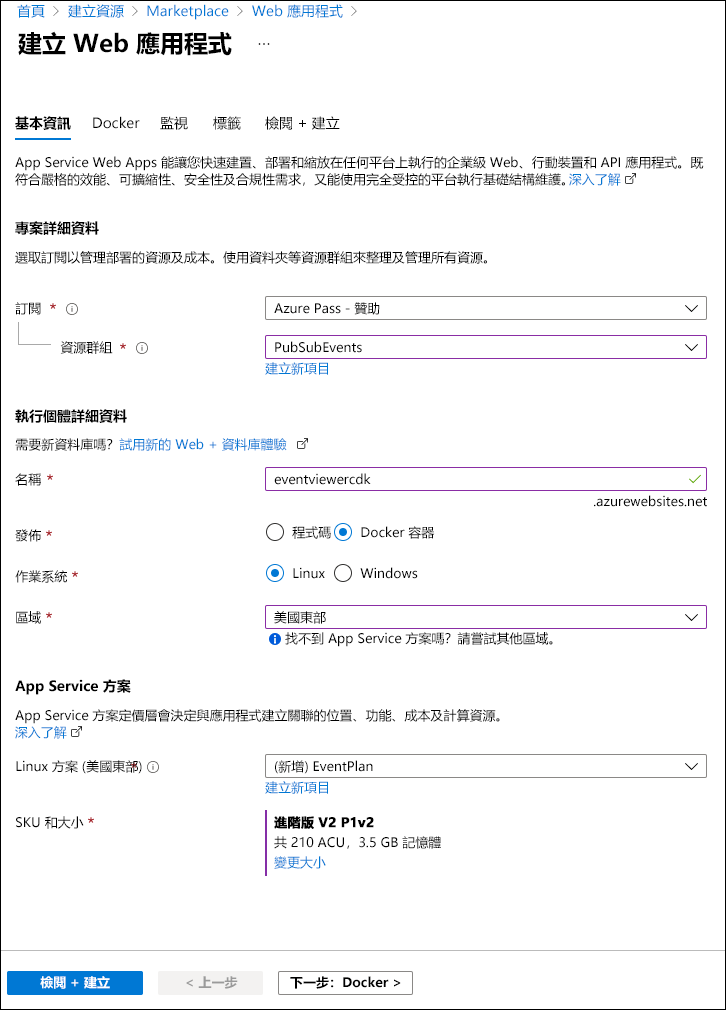 首頁 > 建立資源 > Marketplace > Web 應用程式 >
建立 Web 應用程式 ...
基本資訊 Docker 監視 標籤 檢閱 + 建立
App Service Web Apps 能讓您快速建置、部署和縮放在任何平台上執行的企業級 Web、行動裝置和 API 應用程式。既
符合嚴格的效能、可擴縮性、安全性及合規性需求，又能使用完全受控的平台執行基礎結構維護。深入了解
專案詳細資料
選取訂閱以管理部署的資源及成本。使用資料夾等資源群組來整理及管理所有資源。
訂閱 * Azure Pass - 贊助
資源群組 * PubSubEvents
建立新項目
執行個體詳細資料
需要新資料庫嗎? 試用新的 Web + 資料庫體驗
名稱 * eventviewercdk
.azurewebsites.net
發佈 * 程式碼 Docker 容器
作業系統 * Linux Windows
區域 * 美國東部
找不到 App Service 方案嗎? 請嘗試其他區域。
App Service 方案
App Service 方案定價層會決定與應用程式建立關聯的位置、功能、成本及計算資源。
深入了解
Linux 方案 (美國東部) * (新增) EventPlan
建立新項目
SKU 和大小 * 進階版 V2 P1v2
共 210 ACU，3.5 GB 記憶體
變更大小
檢閱 + 建立 < 上一步 下一步： Docker >